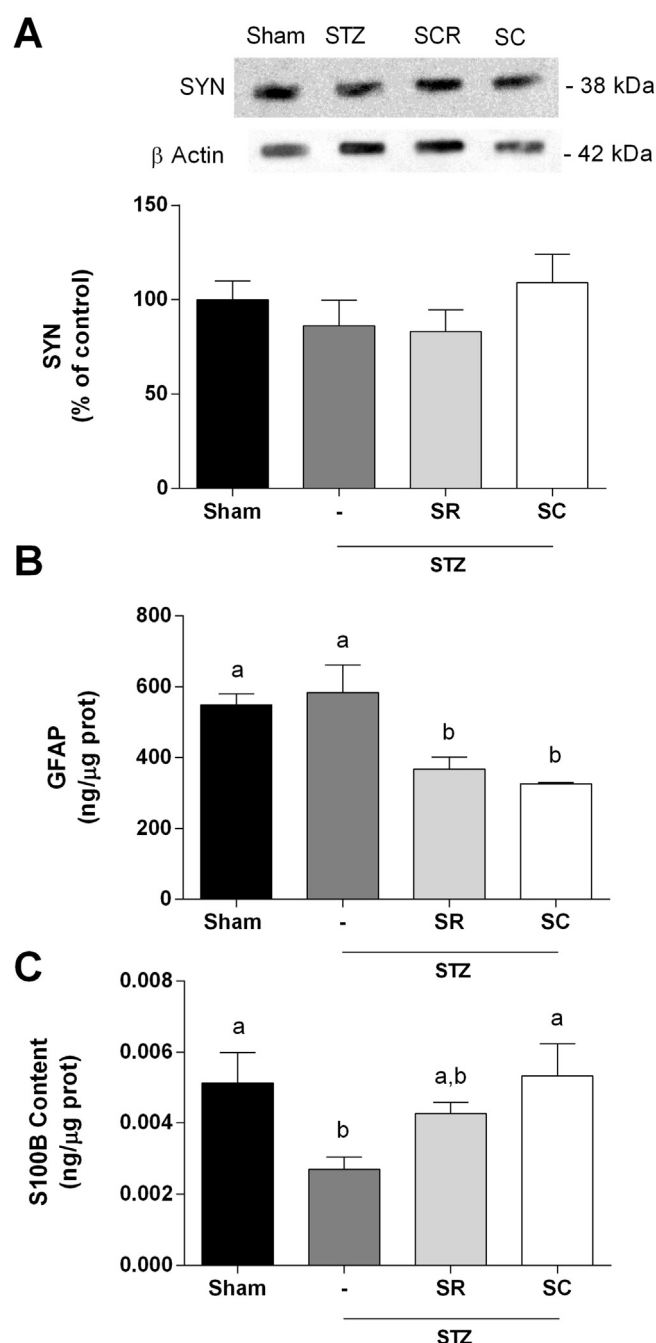 A
Sham STZ SCR SC
SYN - 38 kDa
β Actin - 42 kDa
150
100
50
0
SYN
(% of control)
Sham - SR SC
STZ
B
800
600
400
200
0
GFAP
(ng/μg prot)
a a b b
Sham - SR SC
STZ
C
0.008
0.006
0.004
0.002
0.000
S100B Content
(ng/μg prot)
a b a,b a
Sham - SR SC
STZ